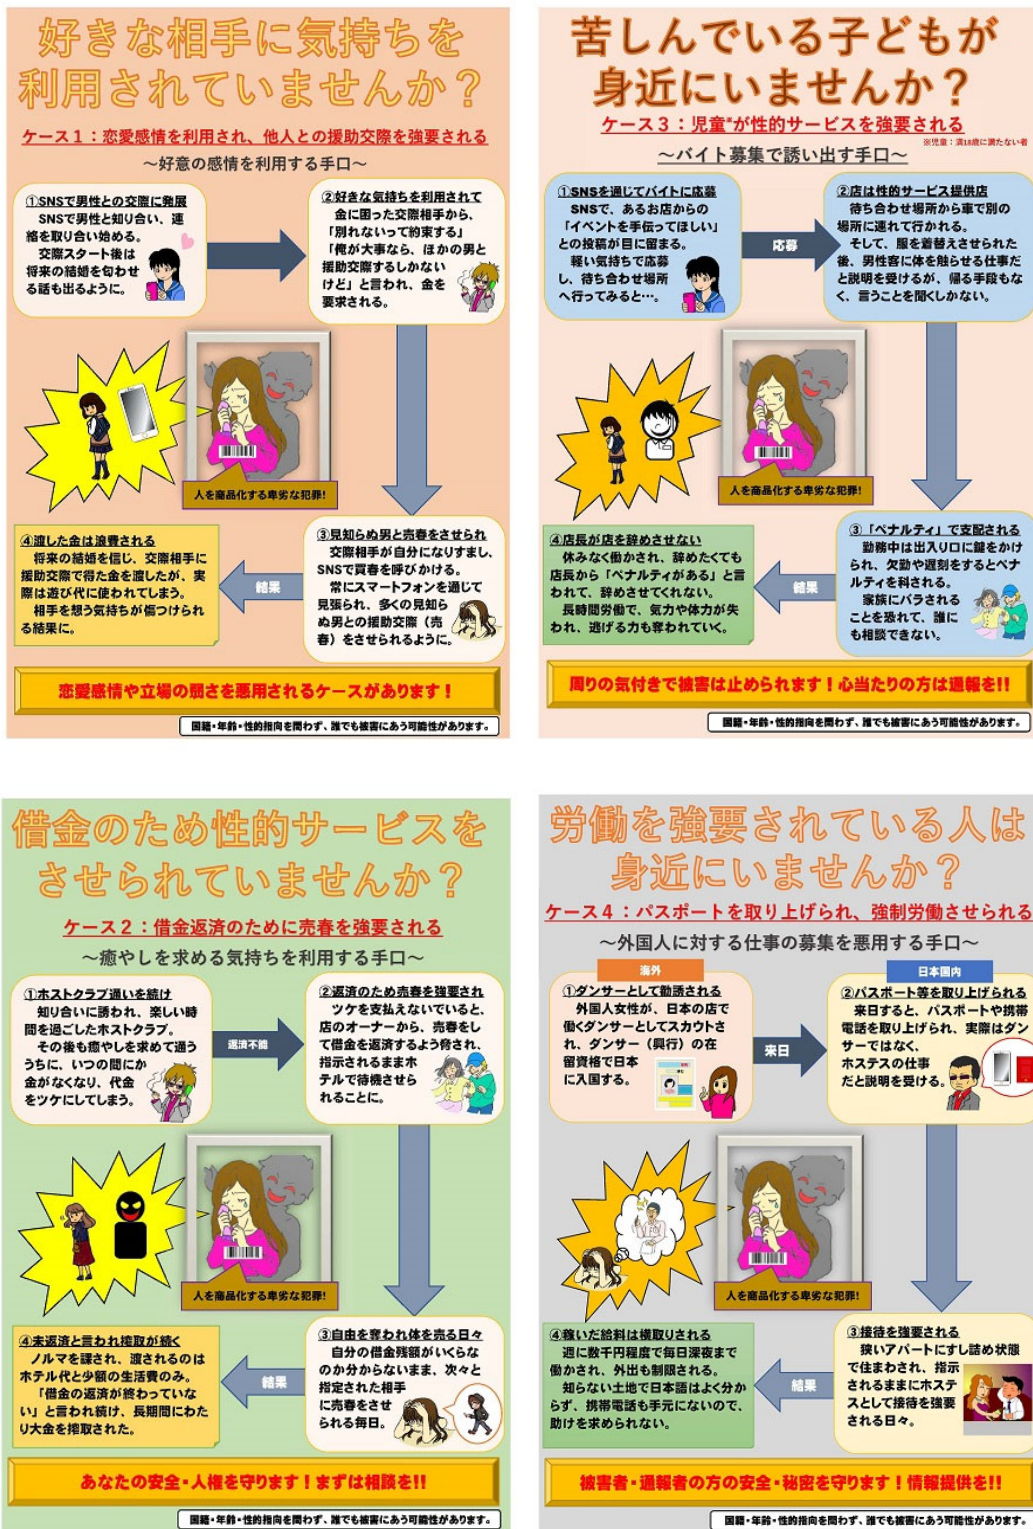 好きな相手に気持ちを
利用されていませんか？
ケース１：恋愛感情を利用され、他人との援助交際を強要される
～好意の感情を利用する手口～
①SNSで男性との交際に発展
SNSで男性と知り合い、連
絡を取り合い始める。
交際スタート後は
将来の結婚を匂わせ
る話も出るように。
②好きな気持ちを利用されて
金に困った交際相手から、
「別れないって約束する」
「俺が大事なら、ほかの男と
援助交際するしかない
けど」と言われ、金を
要求される。
人を商品化する卑劣な犯罪!
④渡した金は浪費される
将来の結婚を信じ、交際相手に
援助交際で得た金を渡したが、実
際は遊び代に使われてしまう。
相手を想う気持ちが傷つけられ
る結果に。
結果
③見知らぬ男と売春をさせられ
交際相手が自分になりすまし、
SNSで買春を呼びかける。
常にスマートフォンを通じて
見張られ、多くの見知ら
ぬ男との援助交際（売
春）をさせられるように。
恋愛感情や立場の弱さを悪用されるケースがあります！
国籍・年齢・性的指向を問わず、誰でも被害にあう可能性があります。
苦しんでいる子どもが
身近にいませんか？
ケース３：児童*が性的サービスを強要される
※児童：満18歳に満たない者
～バイト募集で誘い出す手口～
①SNSを通じてバイトに応募
SNSで、あるお店からの
「イベントを手伝ってほしい」
との投稿が目に留まる。
軽い気持ちで応募
し、待ち合わせ場所
へ行ってみると…。
応募
②店は性的サービス提供店
待ち合わせ場所から車で別の
場所に連れて行かれる。
そして、服を着替えさせられた
後、男性客に体を触らせる仕事だ
と説明を受けるが、帰る手段もな
く、言うことを聞くしかない。
人を商品化する卑劣な犯罪!
④店長が店を辞めさせない
休みなく働かされ、辞めたくても
店長から「ペナルティがある」と言
われて、辞めさせてくれない。
長時間労働で、気力や体力が失
われ、逃げる力も奪われていく。
結果
③「ペナルティ」で支配される
勤務中は出入り口に鍵をかけ
られ、欠勤や遅刻をするとペナ
ルティを科される。
家族にバラされる
ことを恐れて、誰に
も相談できない。
周りの気付きで被害は止められます！心当たりの方は通報を!!
国籍・年齢・性的指向を問わず、誰でも被害にあう可能性があります。
借金のため性的サービスを
させられていませんか？
ケース２：借金返済のために売春を強要される
～癒やしを求める気持ちを利用する手口～
①ホストクラブ通いを続け
知り合いに誘われ、楽しい時
間を過ごしたホストクラブ。
その後も癒やしを求めて通う
うちに、いつの間にか
金がなくなり、代金
をツケにしてしまう。
返済不能
②返済のため売春を強要され
ツケを支払えないでいると、
店のオーナーから、売春をし
て借金を返済するよう脅され、
指示されるままホ
テルで待機させら
れることに。
人を商品化する卑劣な犯罪!
④未返済と言われ搾取が続く
ノルマを課され、渡されるのは
ホテル代と少額の生活費のみ。
「借金の返済が終わっていな
い」と言われ続け、長期間にわた
り大金を搾取された。
結果
③自由を奪われ体を売る日々
自分の借金残額がいくらな
のか分からないまま、次々と
指定された相手
に売春をさせ
られる毎日。
あなたの安全・人権を守ります！まずは相談を!!
国籍・年齢・性的指向を問わず、誰でも被害にあう可能性があります。
労働を強要されている人は
身近にいませんか？
ケース４：パスポートを取り上げられ、強制労働させられる
～外国人に対する仕事の募集を悪用する手口～
海外
①ダンサーとして勧誘される
外国人女性が、日本の店で
働くダンサーとしてスカウトさ
れ、ダンサー（興行）の在
留資格で日本
に入国する。
来日
日本国内
②パスポート等を取り上げられる
来日すると、パスポートや携帯
電話を取り上げられ、実際はダン
サーではなく、
ホステスの仕事
だと説明を受ける。
人を商品化する卑劣な犯罪!
④稼いだ給料は横取りされる
週に数千円程度で毎日深夜まで
働かされ、外出も制限される。
知らない土地で日本語はよく分か
らず、携帯電話も手元にないので、
助けを求められない。
結果
③接待を強要される
狭いアパートにすし詰め状態
で住まわされ、指示
されるままにホステ
スとして接待を強要
される日々。
被害者・通報者の方の安全・秘密を守ります！情報提供を!!
国籍・年齢・性的指向を問わず、誰でも被害にあう可能性があります。